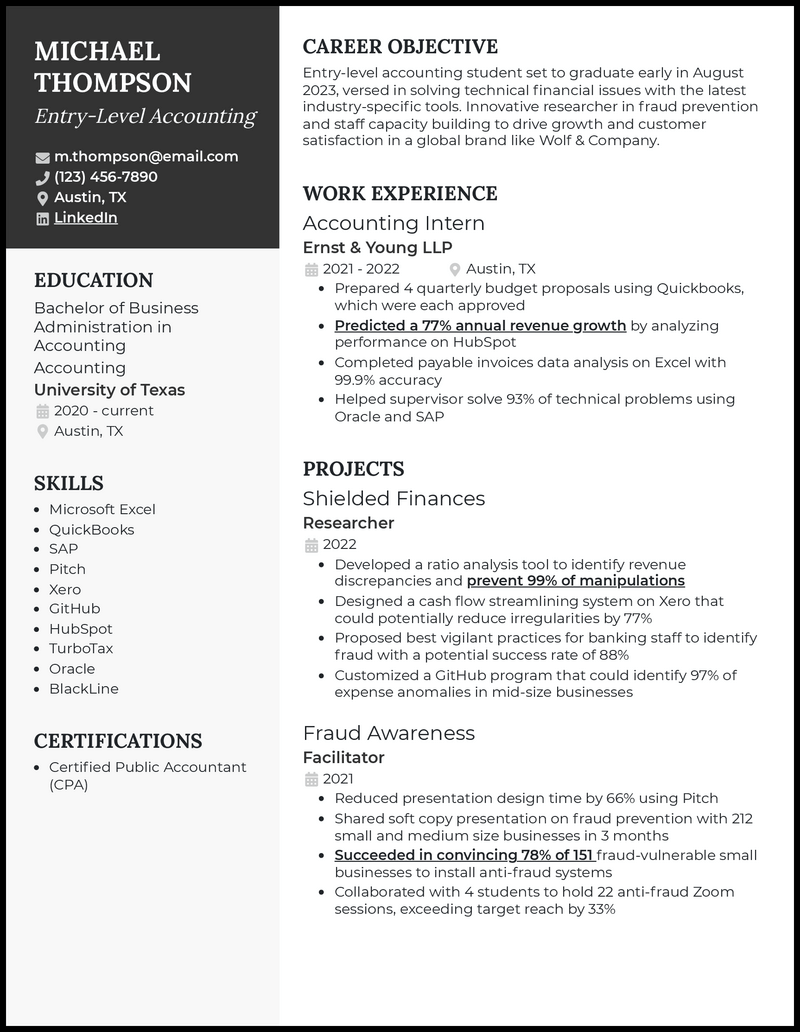 MICHAEL
THOMPSON
Entry-Level Accounting
m.thompson@email.com
(123) 456-7890
Austin, TX
LinkedIn
EDUCATION
Bachelor of Business
Administration in
Accounting
Accounting
University of Texas
2020 - current
Austin, TX
SKILLS
• Microsoft Excel
• QuickBooks
• SAP
• Pitch
• Xero
• GitHub
• HubSpot
• TurboTax
• Oracle
• BlackLine
CERTIFICATIONS
• Certified Public Accountant
(CPA)
CAREER OBJECTIVE
Entry-level accounting student set to graduate early in August
2023, versed in solving technical financial issues with the latest
industry-specific tools. Innovative researcher in fraud prevention
and staff capacity building to drive growth and customer
satisfaction in a global brand like Wolf & Company.
WORK EXPERIENCE
Accounting Intern
Ernst & Young LLP
2021 - 2022 Austin, TX
• Prepared 4 quarterly budget proposals using Quickbooks,
which were each approved
• Predicted a 77% annual revenue growth by analyzing
performance on HubSpot
• Completed payable invoices data analysis on Excel with
99.9% accuracy
• Helped supervisor solve 93% of technical problems using
Oracle and SAP
PROJECTS
Shielded Finances
Researcher
2022
• Developed a ratio analysis tool to identify revenue
discrepancies and prevent 99% of manipulations
• Designed a cash flow streamlining system on Xero that
could potentially reduce irregularities by 77%
• Proposed best vigilant practices for banking staff to identify
fraud with a potential success rate of 88%
• Customized a GitHub program that could identify 97% of
expense anomalies in mid-size businesses
Fraud Awareness
Facilitator
2021
• Reduced presentation design time by 66% using Pitch
• Shared soft copy presentation on fraud prevention with 212
small and medium size businesses in 3 months
• Succeeded in convincing 78% of 151 fraud-vulnerable small
businesses to install anti-fraud systems
• Collaborated with 4 students to hold 22 anti-fraud Zoom
sessions, exceeding target reach by 33%